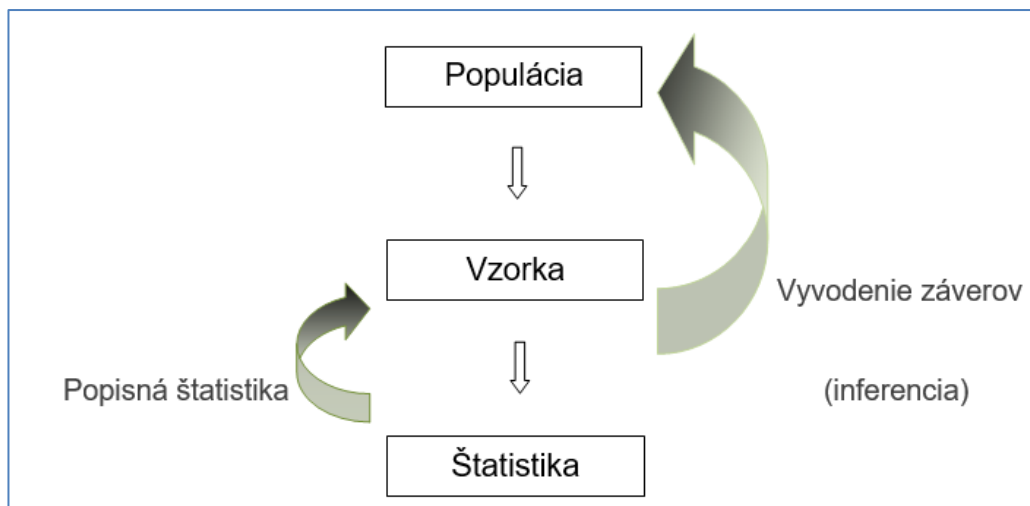 Populácia
Vzorka
Vyvodenie záverov
Popisná štatistika
(inferencia)
Štatistika